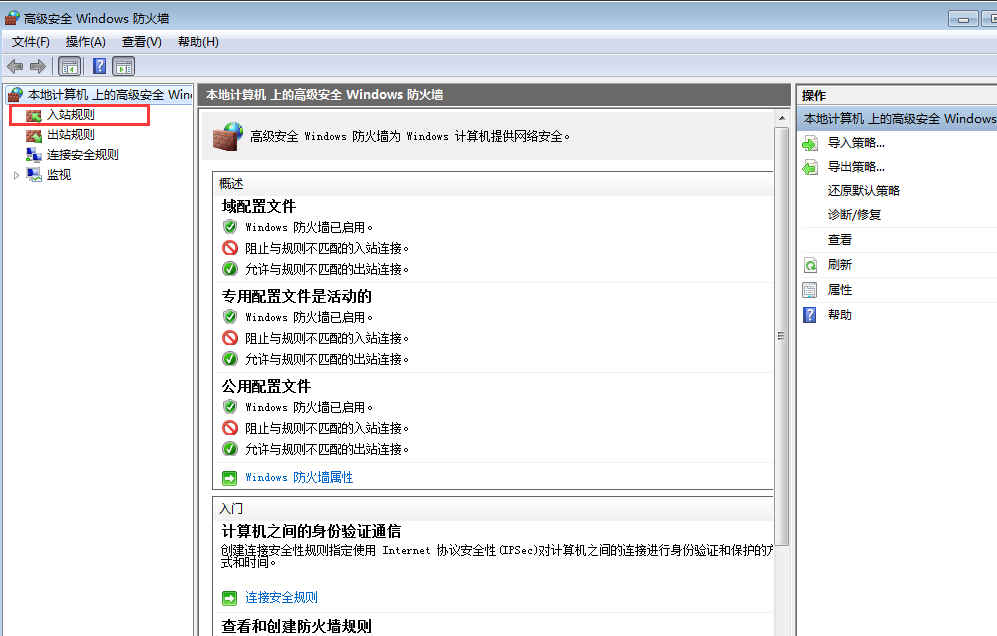 高级安全 Windows 防火墙
文件(F) 操作(A) 查看(V) 帮助(H)
本地计算机 上的高级安全 Win
入站规则
出站规则
连接安全规则
监视
本地计算机 上的高级安全 Windows 防火墙
高级安全 Windows 防火墙为 Windows 计算机提供网络安全。
概述
域配置文件
Windows 防火墙已启用。
阻止与规则不匹配的入站连接。
允许与规则不匹配的出站连接。
专用配置文件是活动的
Windows 防火墙已启用。
阻止与规则不匹配的入站连接。
允许与规则不匹配的出站连接。
公用配置文件
Windows 防火墙已启用。
阻止与规则不匹配的入站连接。
允许与规则不匹配的出站连接。
Windows 防火墙属性
入门
计算机之间的身份验证通信
创建连接安全性规则指定使用 Internet 协议安全性(IPSec)对计算机之间的连接进行身份验证和保护的方
式和时间。
连接安全规则
查看和创建防火墙规则
操作
本地计算机 上的高级安全 Windows
导入策略...
导出策略...
还原默认策略
诊断/修复
查看
刷新
属性
帮助